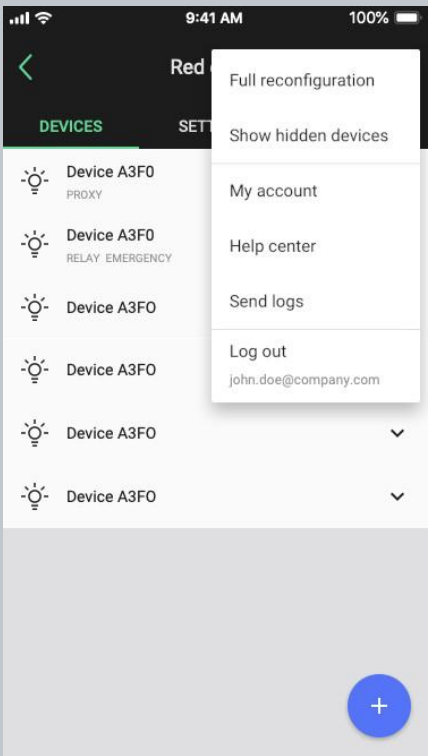 9:41 AM
100%
Red
DEVICES
SETT
Full reconfiguration
Show hidden devices
My account
Help center
Send logs
Log out
john.doe@company.com
Device A3F0
PROXY
Device A3F0
RELAY EMERGENCY
Device A3FO
Device A3FO
Device A3FO
Device A3FO